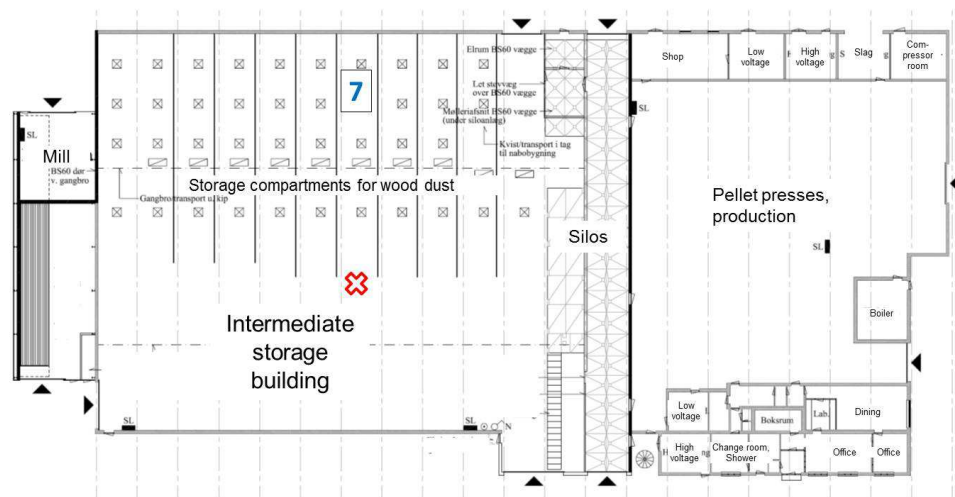 Elrum BS60 vægge
Shop
Low
voltage
High
voltage
Slag
Com-
pressor
room
7
Let støvvæg
over BS60 vægge
SL
SL
Mølleriafsnit BS60 vægge
(under siloanlæg)
Mill
Kvist/transport i tag
til nabobygning
BS60 dør
v. gangbro
Storage compartments for wood dust
Gangbro/transport u. kip
Pellet presses,
production
Silos
SL
Intermediate
storage
building
Boiler
Low
voltage
Boksrum
Lab.
Dining
SL
SL
N
High
voltage
Change room,
Shower
Office
Office